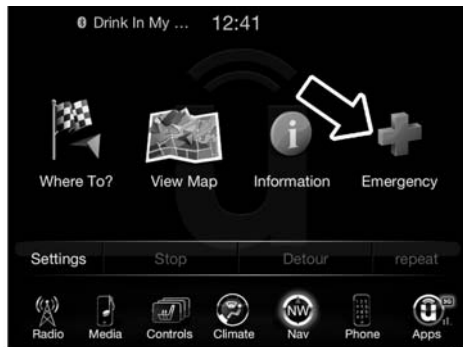 Drink In My ... 12:41
Where To? View Map Information Emergency
Settings Stop Detour repeat
NW
Radio Media Controls Climate Nav Phone Apps